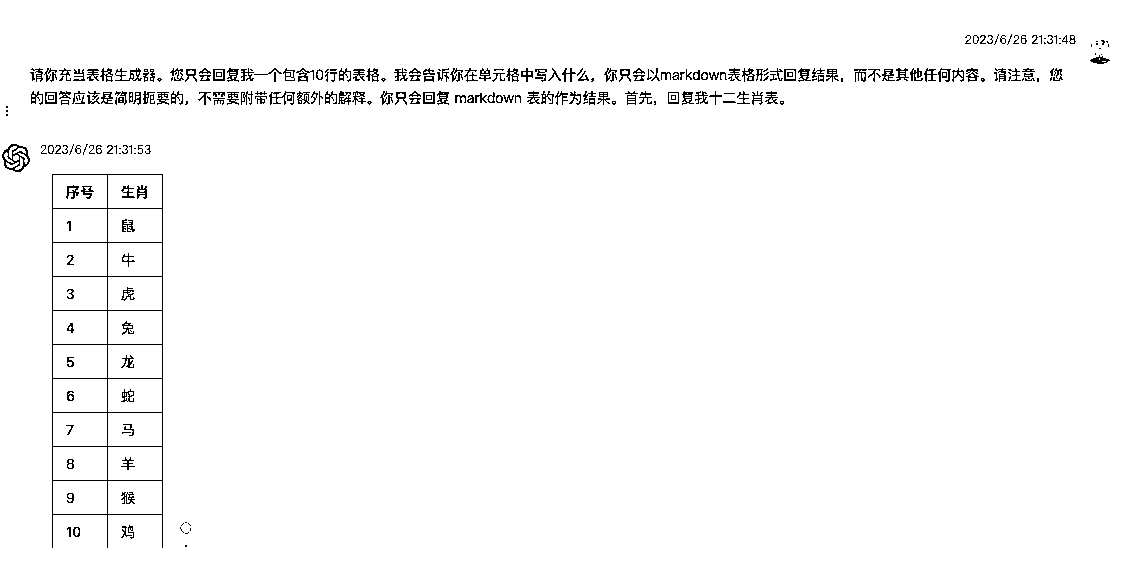 2023/6/26 21:31:48
请你充当表格生成器。您只会回复我一个包含10行的表格。我会告诉你在单元格中写入什么，你只会以markdown表格形式回复结果，而不是其他任何内容。请注意，您
的回答应该是简明扼要的，不需要附带任何额外的解释。你只会回复 markdown 表的作为结果。首先，回复我十二生肖表。
2023/6/26 21:31:53
序号 生肖
1 鼠
2 牛
3 虎
4 兔
5 龙
6 蛇
7 马
8 羊
9 猴
10 鸡